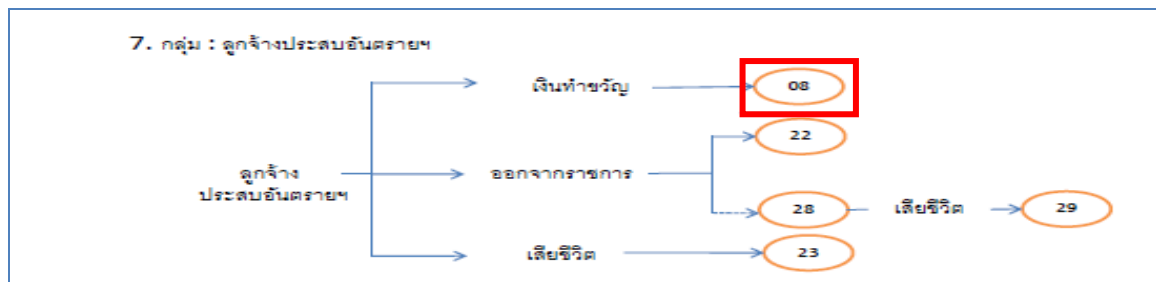 7. กลุ่ม : ลูกจ้างประสบอันตรายฯ
เงินทำขวัญ 08
22
ลูกจ้าง
ประสบอันตรายฯ
ออกจากราชการ
28 เสียชีวิต 29
เสียชีวิต 23